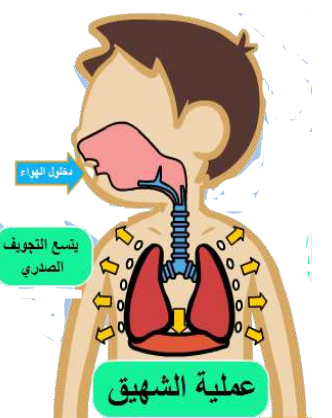 دخول الهواء
يتسع التجويف
الصدري
عملية الشهيق